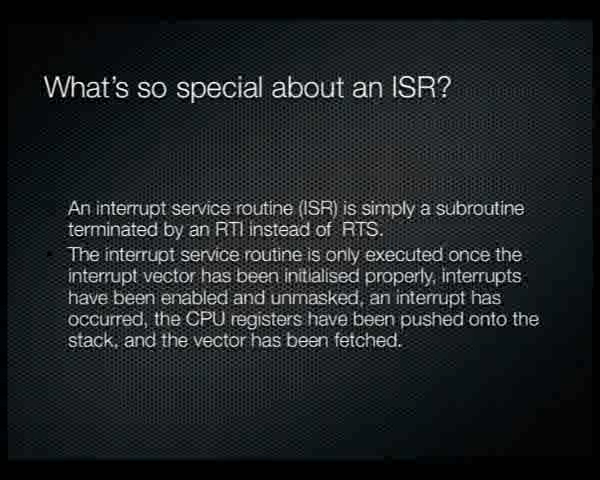 What's so special about an ISR?
An interrupt service routine (ISR) is simply a subroutine
terminated by an RTI instead of RTS.
• The interrupt service routine is only executed once the
interrupt vector has been initialised properly, interrupts
have been enabled and unmasked, an interrupt has
occurred, the CPU registers have been pushed onto the
stack, and the vector has been fetched.